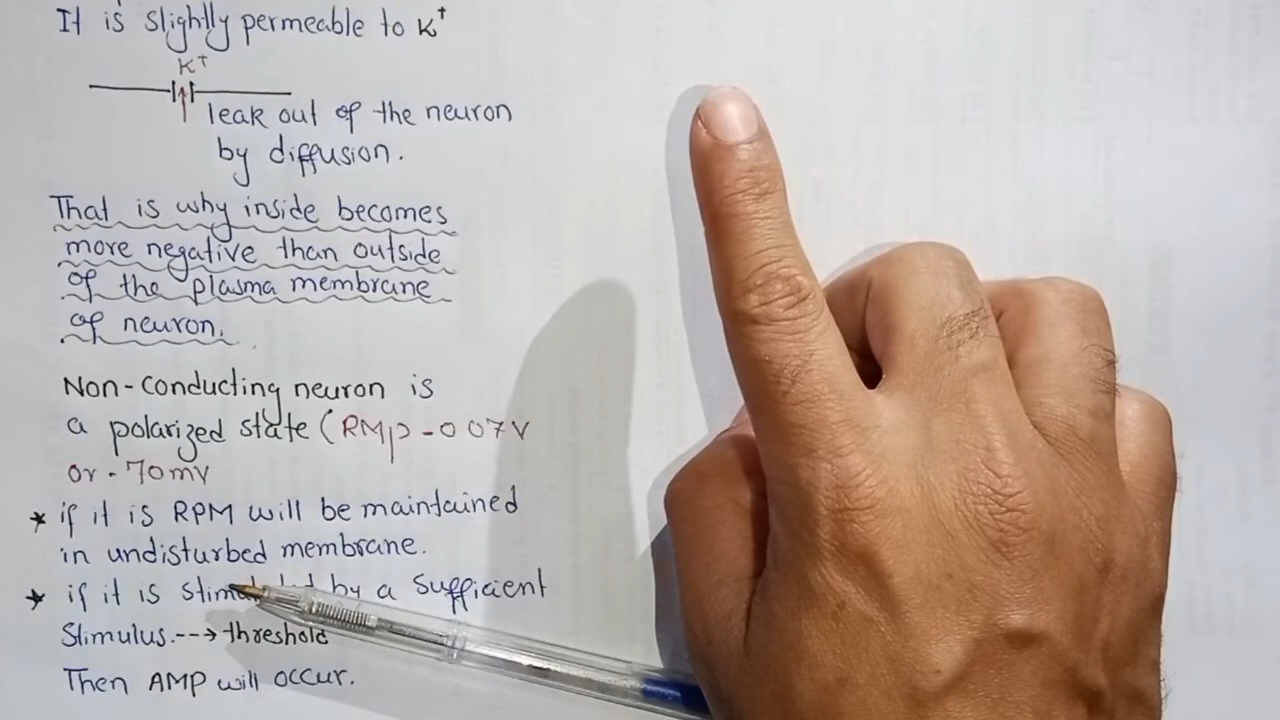 It is slightly permeable to K⁺
K⁺
leak out of the neuron
by diffusion.
That is why inside becomes
more negative than outside
of the plasma membrane
of neuron.
Non-conducting neuron is
a polarized state (RMP -0 07V
or -70mV
* if it is RPM will be maintained
in undisturbed membrane.
* if it is by a sufficient
Stimulus. --→ threshold
Then AMP will occur.